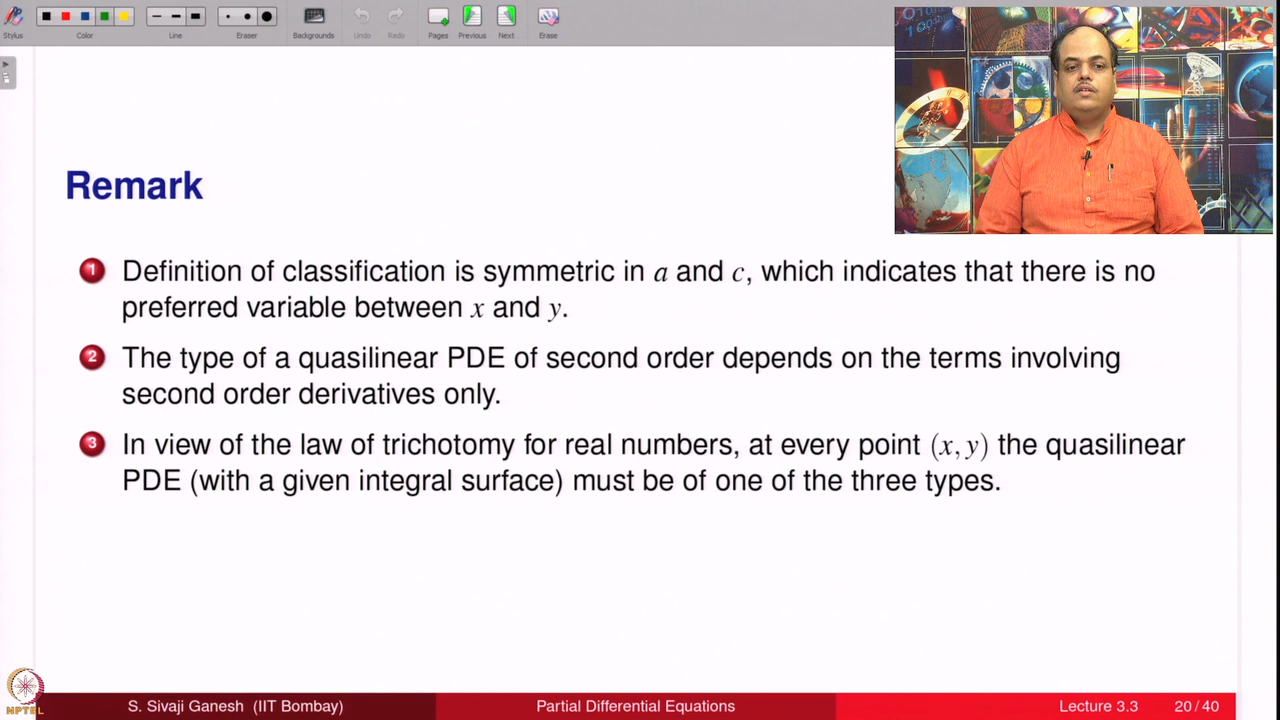 Stylus
Color
Line
Eraser
Backgrounds
Undo
Redo
Pages
Previous
Next
Erase
Remark
1 Definition of classification is symmetric in a and c, which indicates that there is no
preferred variable between x and y.
2 The type of a quasilinear PDE of second order depends on the terms involving
second order derivatives only.
3 In view of the law of trichotomy for real numbers, at every point (x, y) the quasilinear
PDE (with a given integral surface) must be of one of the three types.
NPTEL
S. Sivaji Ganesh (IIT Bombay)
Partial Differential Equations
Lecture 3.3
20 / 40